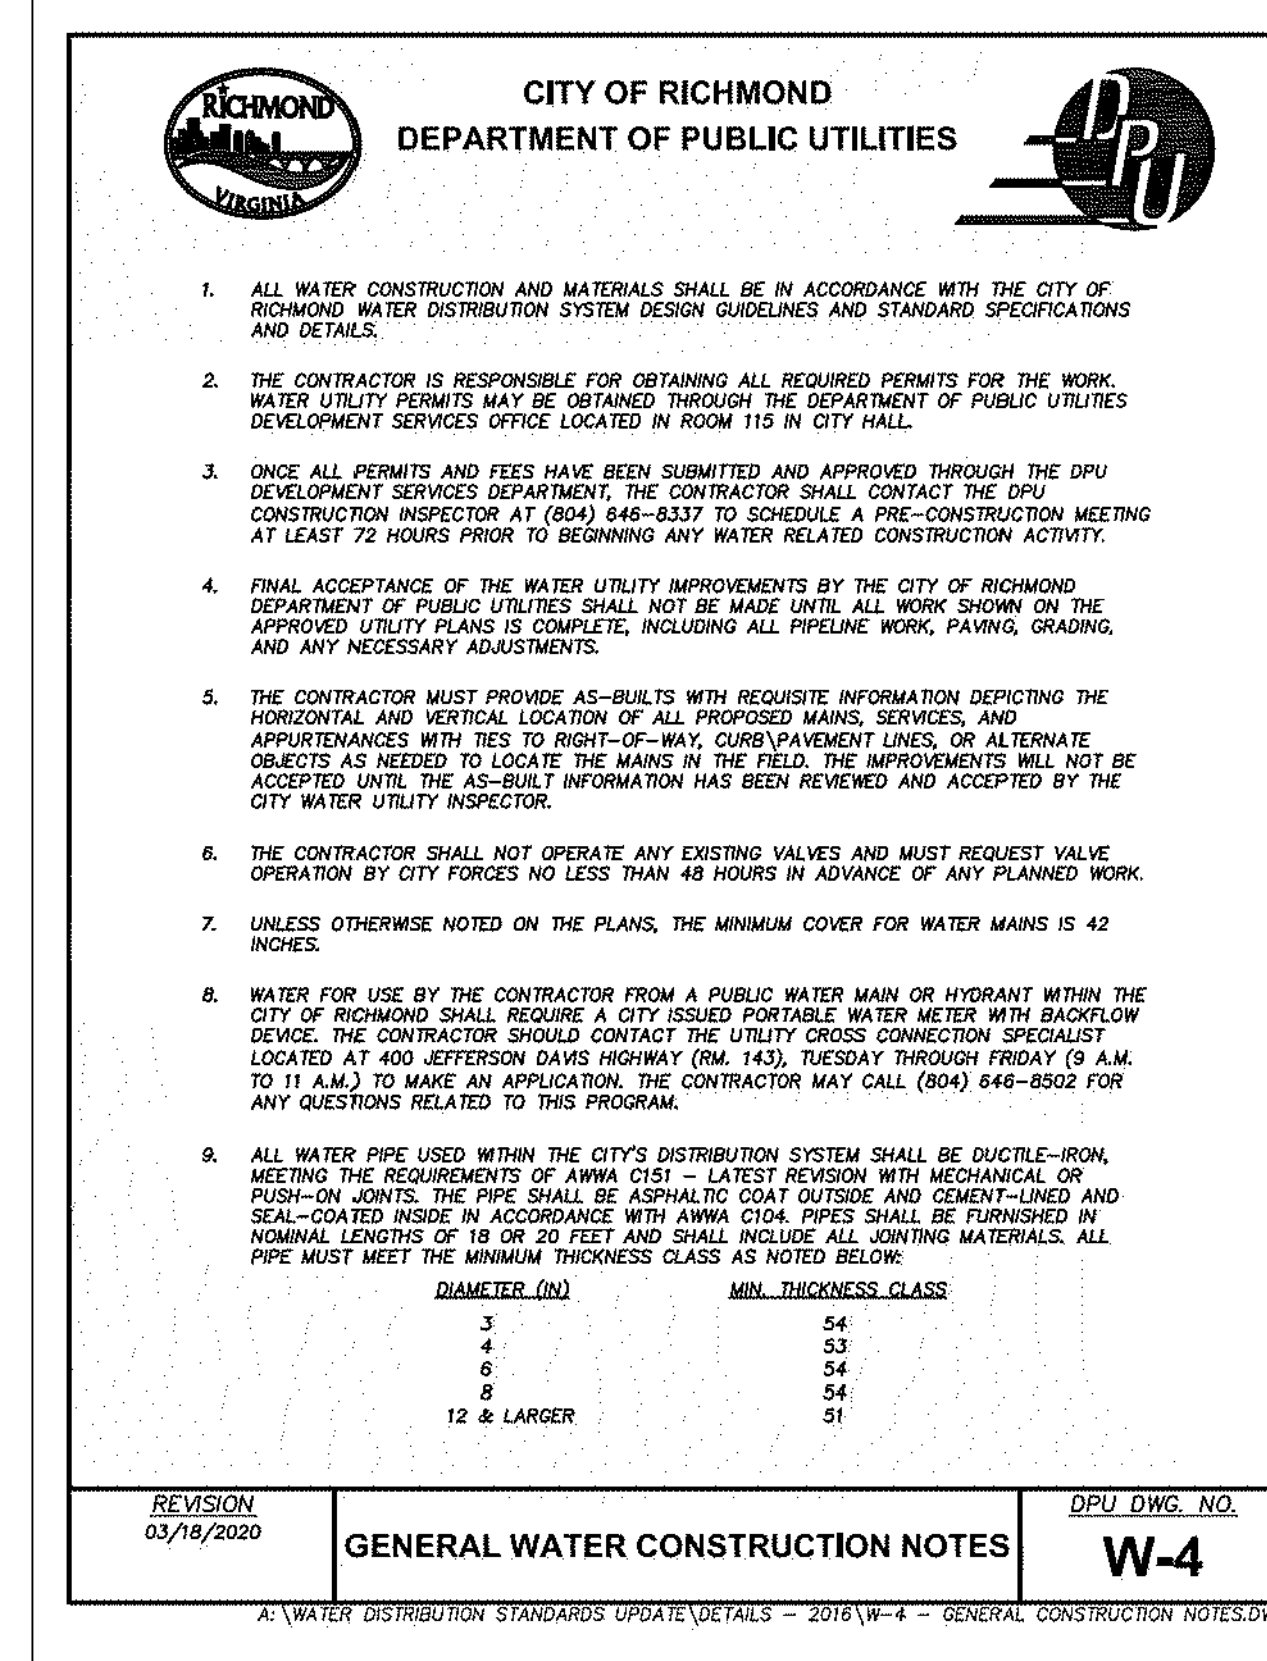 RICHMOND
VIRGINIA
CITY OF RICHMOND
DEPARTMENT OF PUBLIC UTILITIES
DPU
1. ALL WATER CONSTRUCTION AND MATERIALS SHALL BE IN ACCORDANCE WITH THE CITY OF
RICHMOND WATER DISTRIBUTION SYSTEM DESIGN GUIDELINES AND STANDARD SPECIFICATIONS
AND DETAILS.
2. THE CONTRACTOR IS RESPONSIBLE FOR OBTAINING ALL REQUIRED PERMITS FOR THE WORK.
WATER UTILITY PERMITS MAY BE OBTAINED THROUGH THE DEPARTMENT OF PUBLIC UTILITIES
DEVELOPMENT SERVICES OFFICE LOCATED IN ROOM 115 IN CITY HALL.
3. ONCE ALL PERMITS AND FEES HAVE BEEN SUBMITTED AND APPROVED THROUGH THE DPU
DEVELOPMENT SERVICES DEPARTMENT, THE CONTRACTOR SHALL CONTACT THE DPU
CONSTRUCTION INSPECTOR AT (804) 646-8337 TO SCHEDULE A PRE-CONSTRUCTION MEETING
AT LEAST 72 HOURS PRIOR TO BEGINNING ANY WATER RELATED CONSTRUCTION ACTIVITY.
4. FINAL ACCEPTANCE OF THE WATER UTILITY IMPROVEMENTS BY THE CITY OF RICHMOND
DEPARTMENT OF PUBLIC UTILITIES SHALL NOT BE MADE UNTIL ALL WORK SHOWN ON THE
APPROVED UTILITY PLANS IS COMPLETE, INCLUDING ALL PIPELINE WORK, PAVING, GRADING,
AND ANY NECESSARY ADJUSTMENTS.
5. THE CONTRACTOR MUST PROVIDE AS-BUILTS WITH REQUISITE INFORMATION DEPICTING THE
HORIZONTAL AND VERTICAL LOCATION OF ALL PROPOSED MAINS, SERVICES, AND
APPURTENANCES WITH TIES TO RIGHT-OF-WAY, CURB\PAVEMENT LINES, OR ALTERNATE
OBJECTS AS NEEDED TO LOCATE THE MAINS IN THE FIELD. THE IMPROVEMENTS WILL NOT BE
ACCEPTED UNTIL THE AS-BUILT INFORMATION HAS BEEN REVIEWED AND ACCEPTED BY THE
CITY WATER UTILITY INSPECTOR.
6. THE CONTRACTOR SHALL NOT OPERATE ANY EXISTING VALVES AND MUST REQUEST VALVE
OPERATION BY CITY FORCES NO LESS THAN 48 HOURS IN ADVANCE OF ANY PLANNED WORK.
7. UNLESS OTHERWISE NOTED ON THE PLANS, THE MINIMUM COVER FOR WATER MAINS IS 42
INCHES.
8. WATER FOR USE BY THE CONTRACTOR FROM A PUBLIC WATER MAIN OR HYDRANT WITHIN THE
CITY OF RICHMOND SHALL REQUIRE A CITY ISSUED PORTABLE WATER METER WITH BACKFLOW
DEVICE. THE CONTRACTOR SHOULD CONTACT THE UTILITY CROSS CONNECTION SPECIALIST
LOCATED AT 400 JEFFERSON DAVIS HIGHWAY (RM. 143), TUESDAY THROUGH FRIDAY (9 A.M.
TO 11 A.M.) TO MAKE AN APPLICATION. THE CONTRACTOR MAY CALL (804) 646-8502 FOR
ANY QUESTIONS RELATED TO THIS PROGRAM.
9. ALL WATER PIPE USED WITHIN THE CITY'S DISTRIBUTION SYSTEM SHALL BE DUCTILE-IRON,
MEETING THE REQUIREMENTS OF AWWA C151 - LATEST REVISION WITH MECHANICAL OR
PUSH-ON JOINTS. THE PIPE SHALL BE ASPHALTIC COAT OUTSIDE AND CEMENT-LINED AND
SEAL-COATED INSIDE IN ACCORDANCE WITH AWWA C104. PIPES SHALL BE FURNISHED IN
NOMINAL LENGTHS OF 18 OR 20 FEET AND SHALL INCLUDE ALL JOINTING MATERIALS. ALL
PIPE MUST MEET THE MINIMUM THICKNESS CLASS AS NOTED BELOW:
DIAMETER (IN) MIN. THICKNESS CLASS
3 54
4 53
6 54
8 54
12 & LARGER 51
REVISION
03/18/2020
GENERAL WATER CONSTRUCTION NOTES
DPU DWG. NO.
W-4
A:\WATER DISTRIBUTION STANDARDS UPDATE\DETAILS - 2016\W-4 - GENERAL CONSTRUCTION NOTES.DW